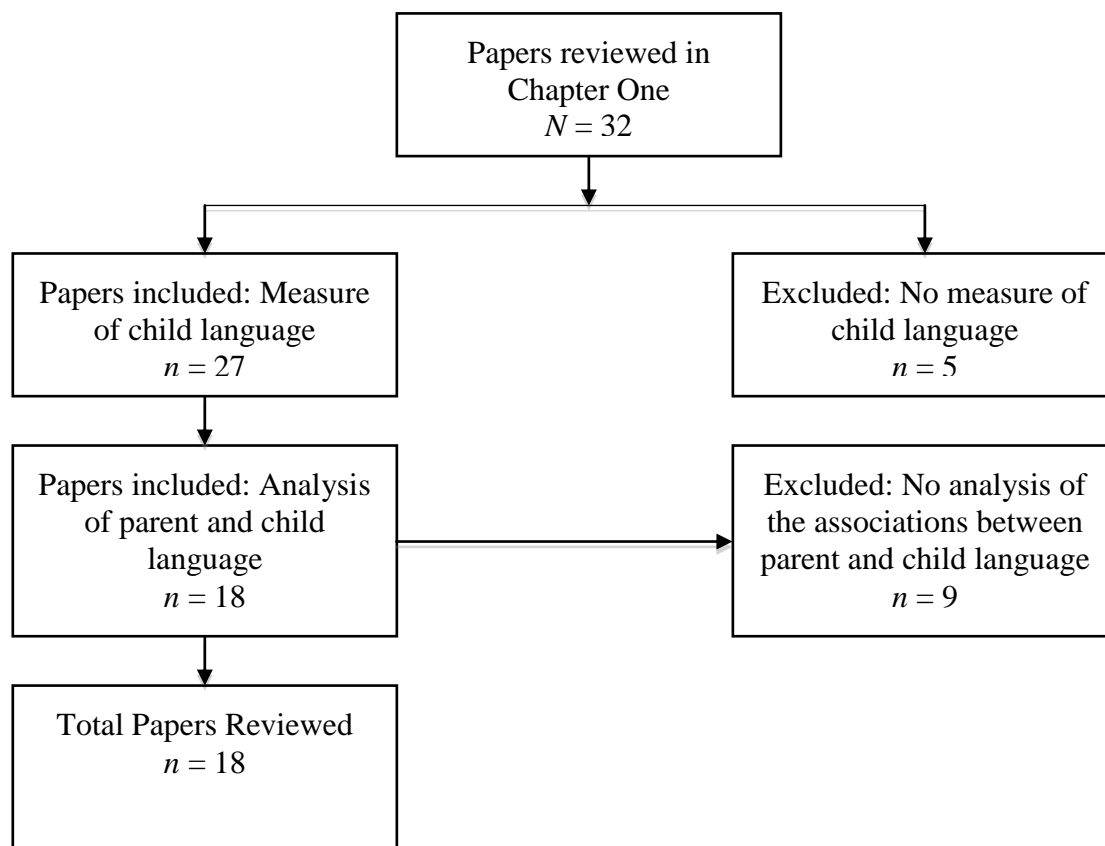 Papers reviewed in
Chapter One
N = 32
Papers included: Measure
of child language
n = 27
Excluded: No measure of
child language
n = 5
Papers included: Analysis
of parent and child
language
n = 18
Excluded: No analysis of
the associations between
parent and child language
n = 9
Total Papers Reviewed
n = 18